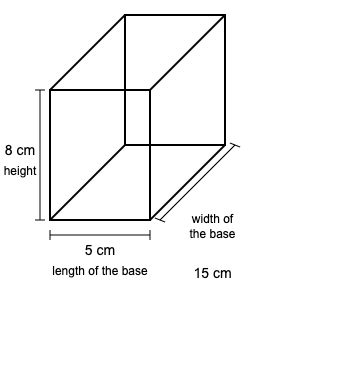 8 cm
height
5 cm
length of the base
width of
the base
15 cm